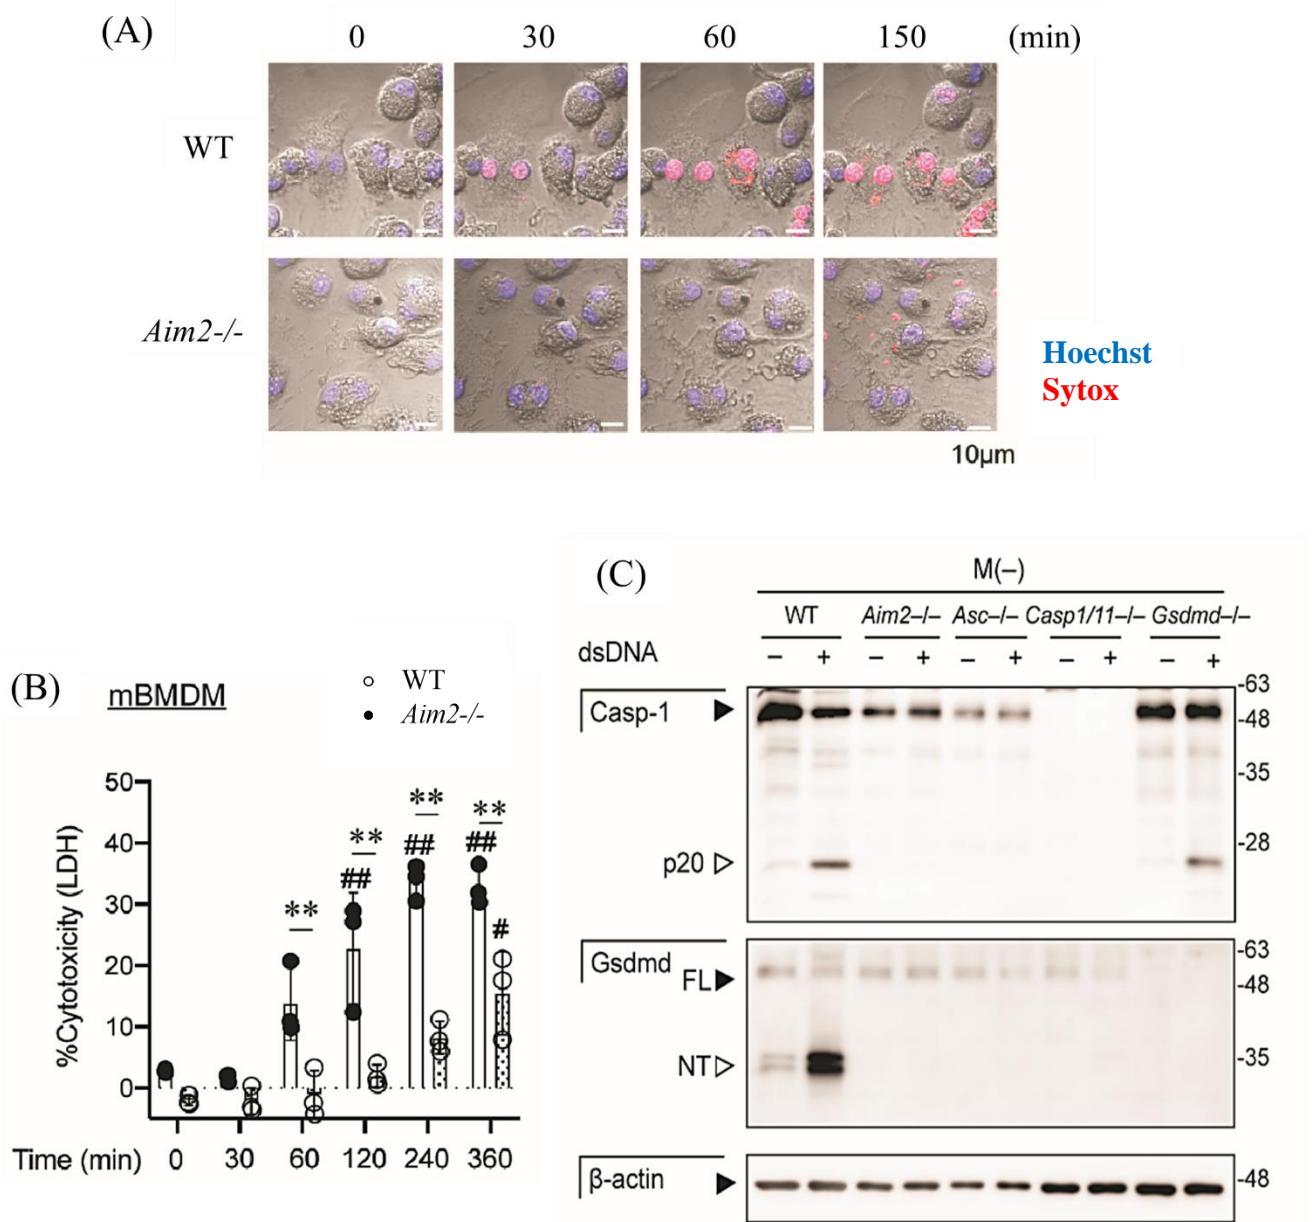 (A)
0 30 60 150 (min)
WT
Aim2-/-
Hoechst
Sytox
10μm
(B)
mBMDM
WT
Aim2-/-
%Cytotoxicity (LDH)
50
40
30
20
10
0
** ** ** **
## ## ## #
Time (min) 0 30 60 120 240 360
(C)
M(–)
WT Aim2–/– Asc–/– Casp1/11–/– Gsdmd–/–
dsDNA – + – + – + – + – +
Casp-1
p20
-63
-48
-35
-28
Gsdmd
FL
NT
-63
-48
-35
β-actin
-48